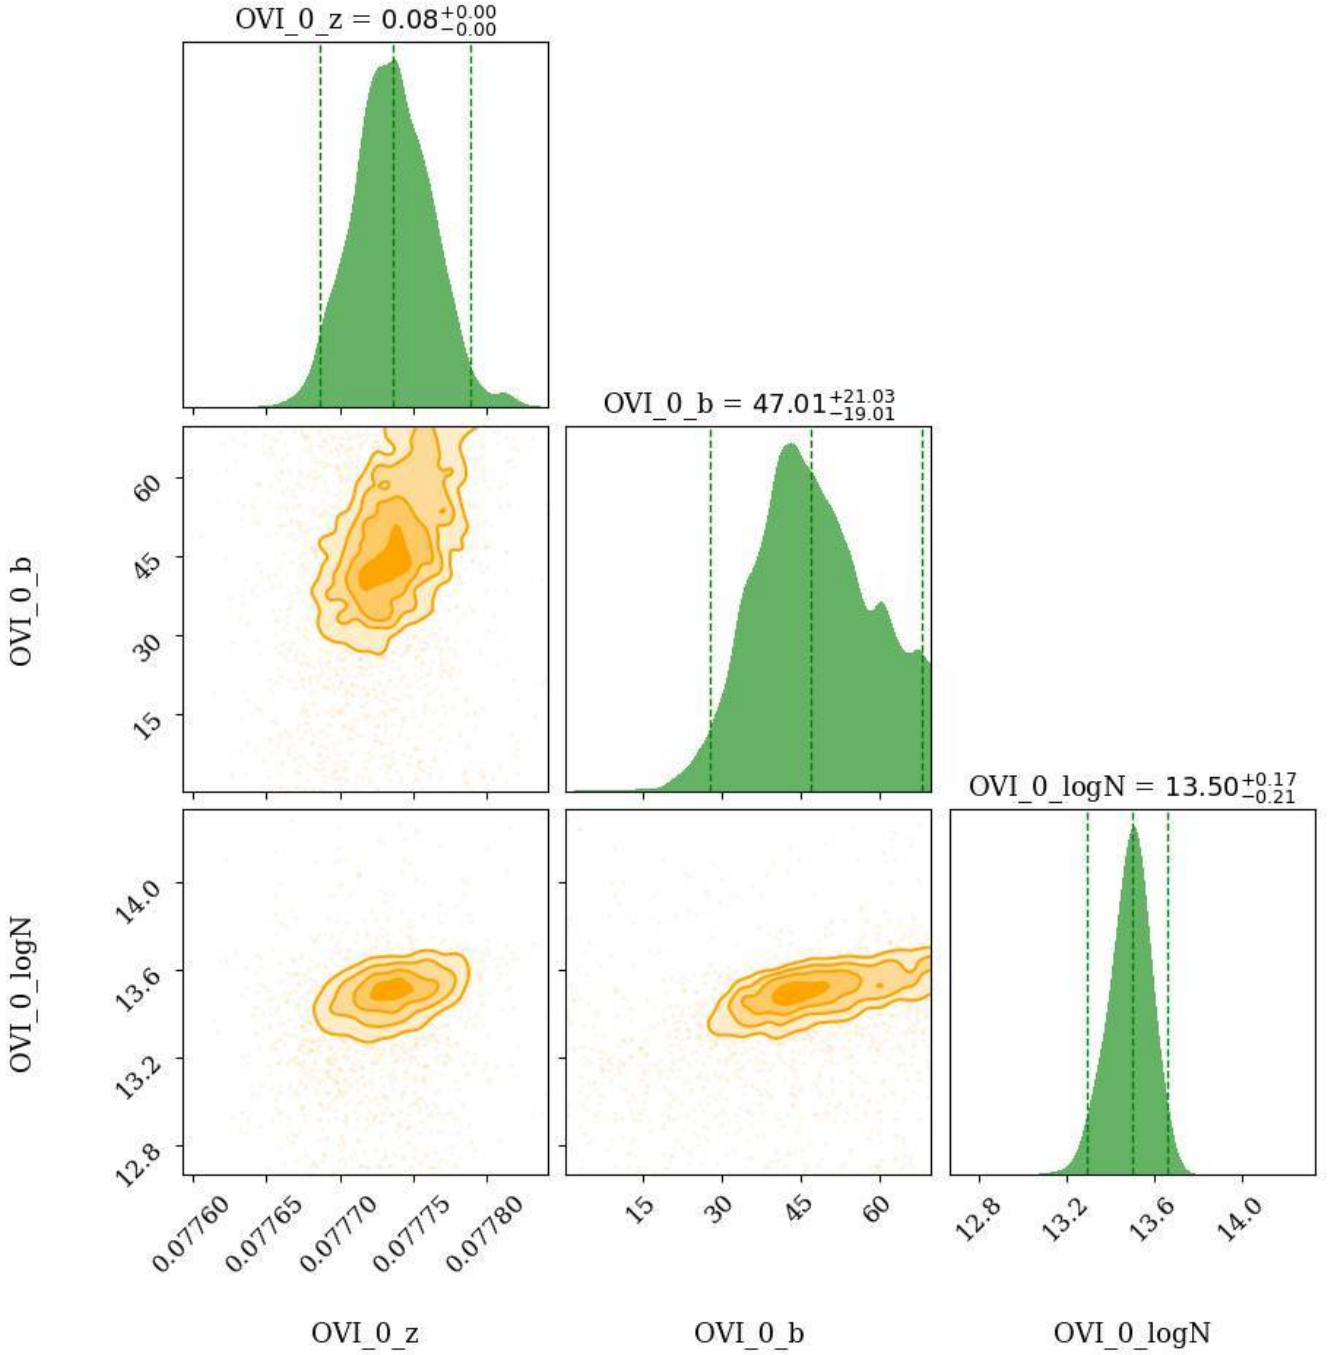 OVI_0_z = 0.08+0.00 −0.00
OVI_0_b = 47.01+21.03 −19.01
60
45
30
15
OVI_0_b
OVI_0_logN = 13.50+0.17 −0.21
14.0
13.6
13.2
12.8
OVI_0_logN
0.07760 0.07765 0.07770 0.07775 0.07780
15 30 45 60
12.8 13.2 13.6 14.0
OVI_0_z OVI_0_b OVI_0_logN